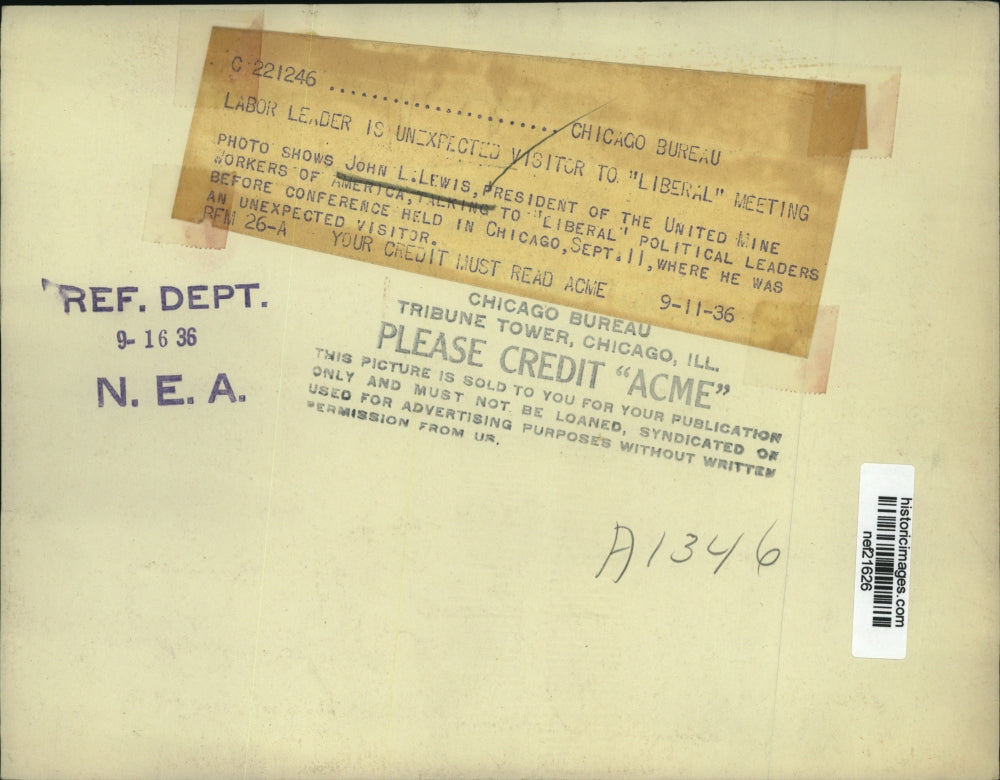 C 221246 .............................. CHICAGO BUREAU
LABOR LEADER IS UNEXPECTED VISITOR TO "LIBERAL" MEETING
PHOTO SHOWS JOHN L.LEWIS, PRESIDENT OF THE UNITED MINE
WORKERS OF AMERICA, TALKING TO "LIBERAL" POLITICAL LEADERS
BEFORE CONFERENCE HELD IN CHICAGO, SEPT.11, WHERE HE WAS
AN UNEXPECTED VISITOR.
RFM 26-A YOUR CREDIT MUST READ ACME 9-11-36
REF. DEPT.
9-16 36
N. E. A.
CHICAGO BUREAU
TRIBUNE TOWER, CHICAGO, ILL.
PLEASE CREDIT "ACME"
THIS PICTURE IS SOLD TO YOU FOR YOUR PUBLICATION
ONLY AND MUST NOT BE LOANED, SYNDICATED OR
USED FOR ADVERTISING PURPOSES WITHOUT WRITTEN
PERMISSION FROM US.
A1346
historicimages.com
nef21626